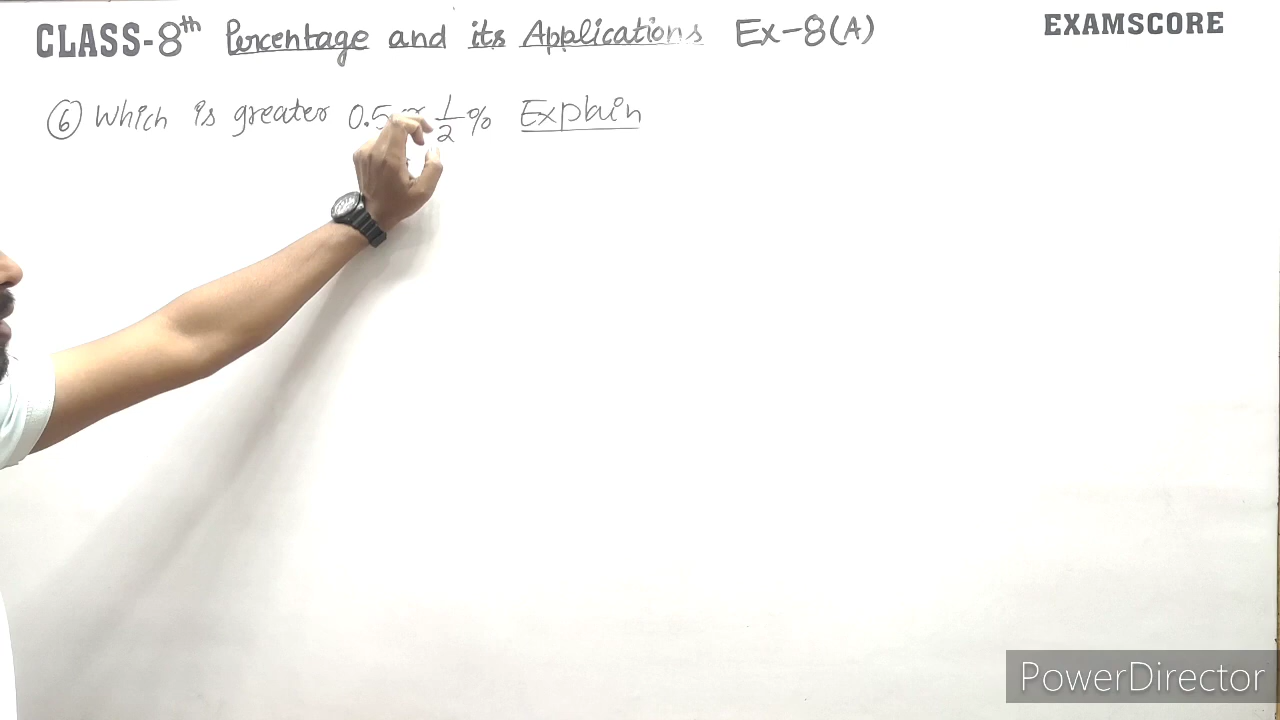 CLASS-8th Percentage and its Applications Ex-8(A)
EXAMSCORE
6 Which is greater 0.5 1/2% Explain
PowerDirector